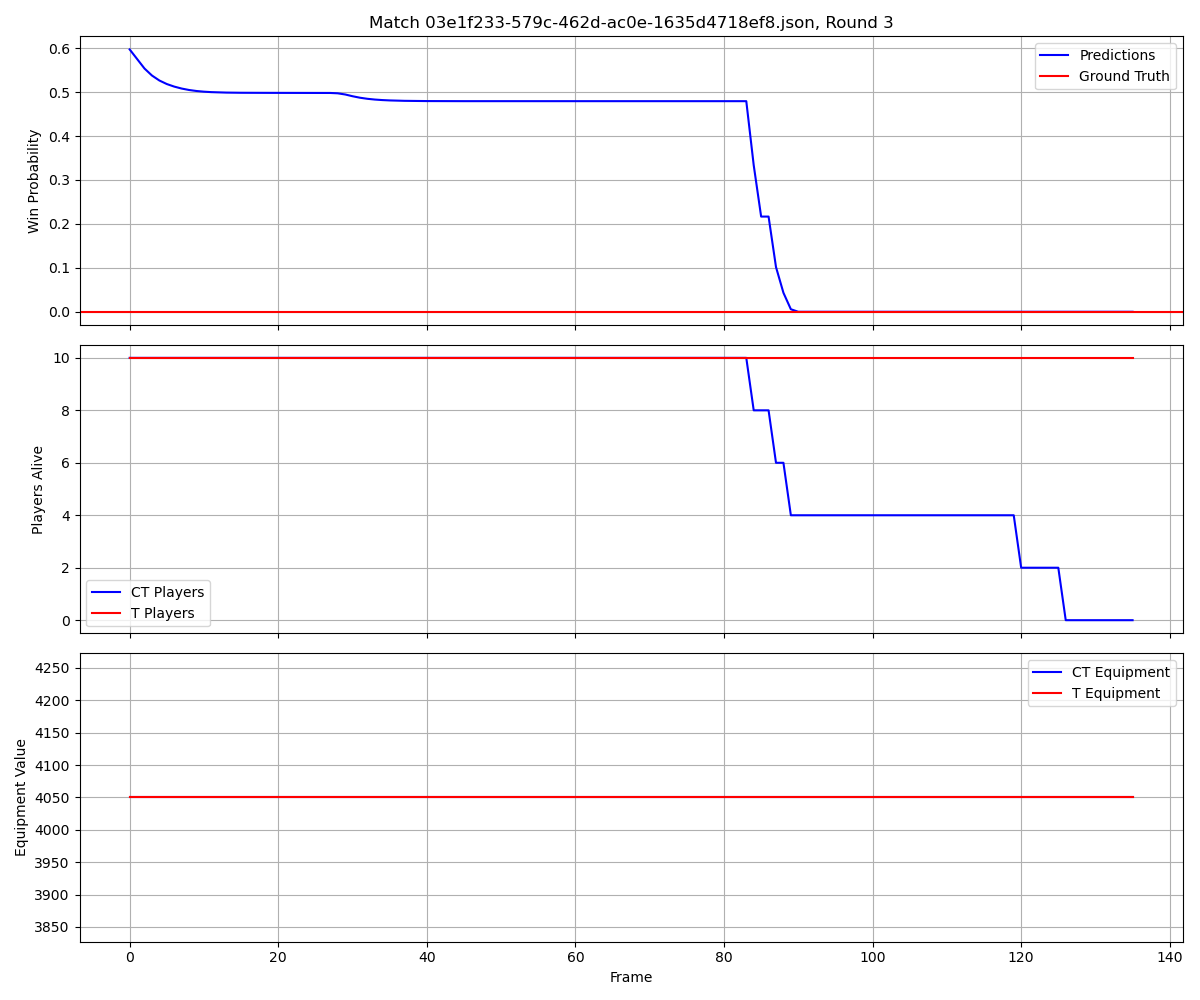 Match 03e1f233-579c-462d-ac0e-1635d4718ef8.json, Round 3
Win Probability
0.6
0.5
0.4
0.3
0.2
0.1
0.0
Predictions
Ground Truth
Players Alive
10
8
6
4
2
0
CT Players
T Players
Equipment Value
4250
4200
4150
4100
4050
4000
3950
3900
3850
CT Equipment
T Equipment
0 20 40 60 80 100 120 140
Frame